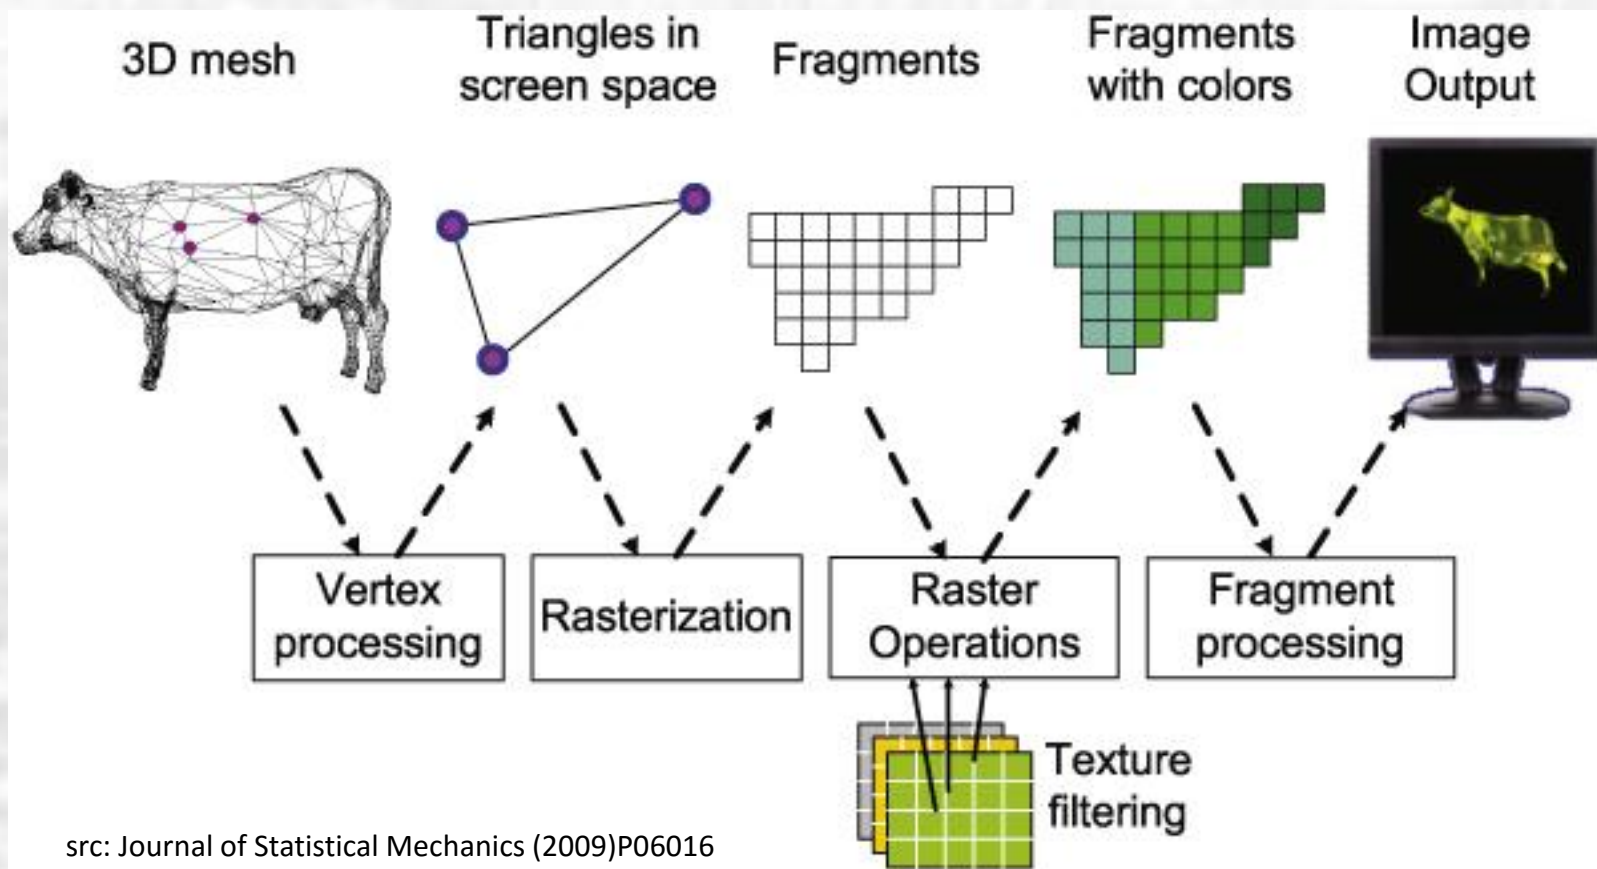 3D mesh
Triangles in
screen space
Fragments
Fragments
with colors
Image
Output
Vertex
processing
Rasterization
Raster
Operations
Fragment
processing
Texture
filtering
src: Journal of Statistical Mechanics (2009)P06016